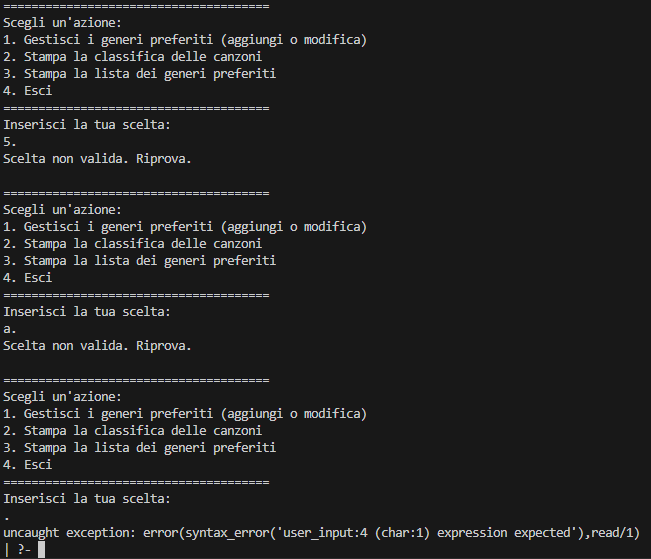 ======================================
Scegli un'azione:
1. Gestisci i generi preferiti (aggiungi o modifica)
2. Stampa la classifica delle canzoni
3. Stampa la lista dei generi preferiti
4. Esci
======================================
Inserisci la tua scelta:
5.
Scelta non valida. Riprova.
======================================
Scegli un'azione:
1. Gestisci i generi preferiti (aggiungi o modifica)
2. Stampa la classifica delle canzoni
3. Stampa la lista dei generi preferiti
4. Esci
======================================
Inserisci la tua scelta:
a.
Scelta non valida. Riprova.
======================================
Scegli un'azione:
1. Gestisci i generi preferiti (aggiungi o modifica)
2. Stampa la classifica delle canzoni
3. Stampa la lista dei generi preferiti
4. Esci
======================================
Inserisci la tua scelta:
.
uncaught exception: error(syntax_error('user_input:4 (char:1) expression expected'),read/1)
| ?-